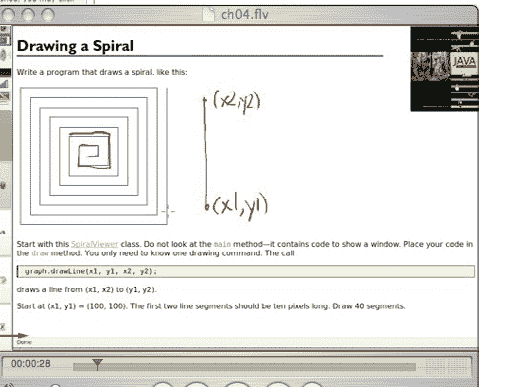 ch04.flv
Drawing a Spiral
JAVA
Write a program that draws a spiral, like this:
(x2,y2)
(x1,y1)
Start with this SpiralViewer class. Do not look at the main method—it contains code to show a window. Place your code in
the draw method. You only need to know one drawing command. The call
graph.drawLine(x1, y1, x2, y2);
draws a line from (x1, x2) to (y1, y2).
Start at (x1, y1) = (100, 100). The first two line segments should be ten pixels long. Draw 40 segments.
Done
00:00:28